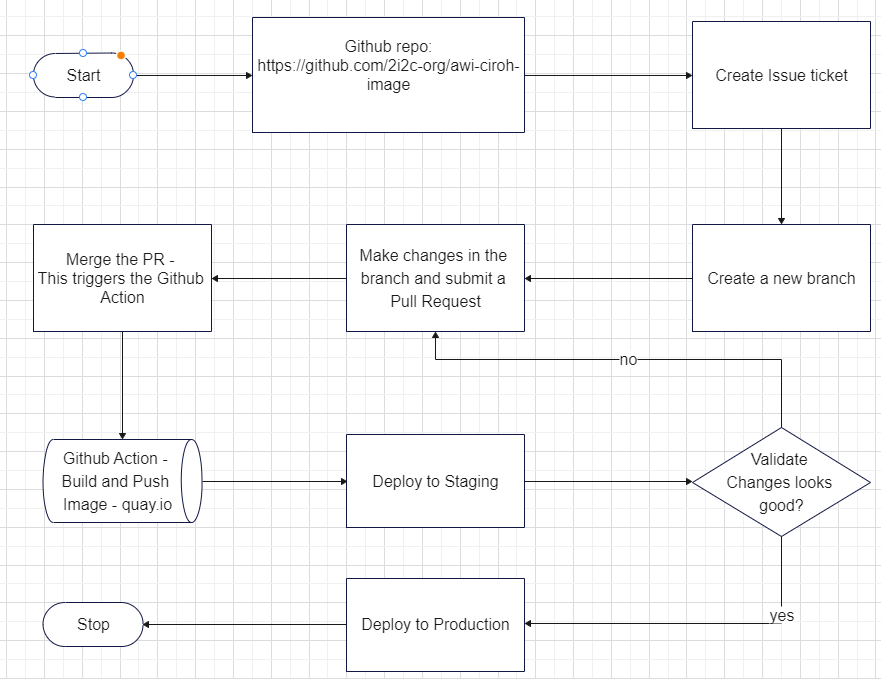 Start
Github repo:
https://github.com/2i2c-org/awi-ciroh-
image
Create Issue ticket
Merge the PR -
This triggers the Github
Action
Make changes in the
branch and submit a
Pull Request
Create a new branch
no
Github Action -
Build and Push
Image - quay.io
Deploy to Staging
Validate
Changes looks
good?
yes
Stop
Deploy to Production